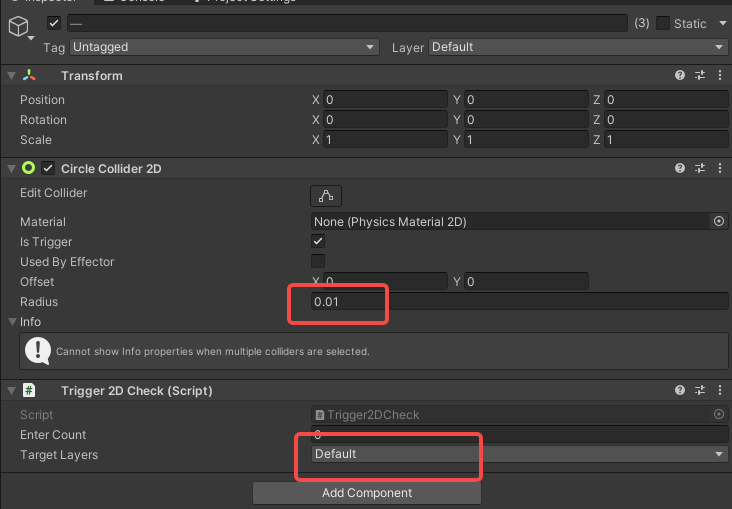 Inspector Console Project Settings
— (3) Static
Tag Untagged Layer Default
Transform
Position X 0 Y 0 Z 0
Rotation X 0 Y 0 Z 0
Scale X 1 Y 1 Z 1
Circle Collider 2D
Edit Collider
Material None (Physics Material 2D)
Is Trigger
Used By Effector
Offset X 0 Y 0
Radius 0.01
Info
Cannot show Info properties when multiple colliders are selected.
Trigger 2D Check (Script)
Script # Trigger2DCheck
Enter Count 0
Target Layers Default
Add Component